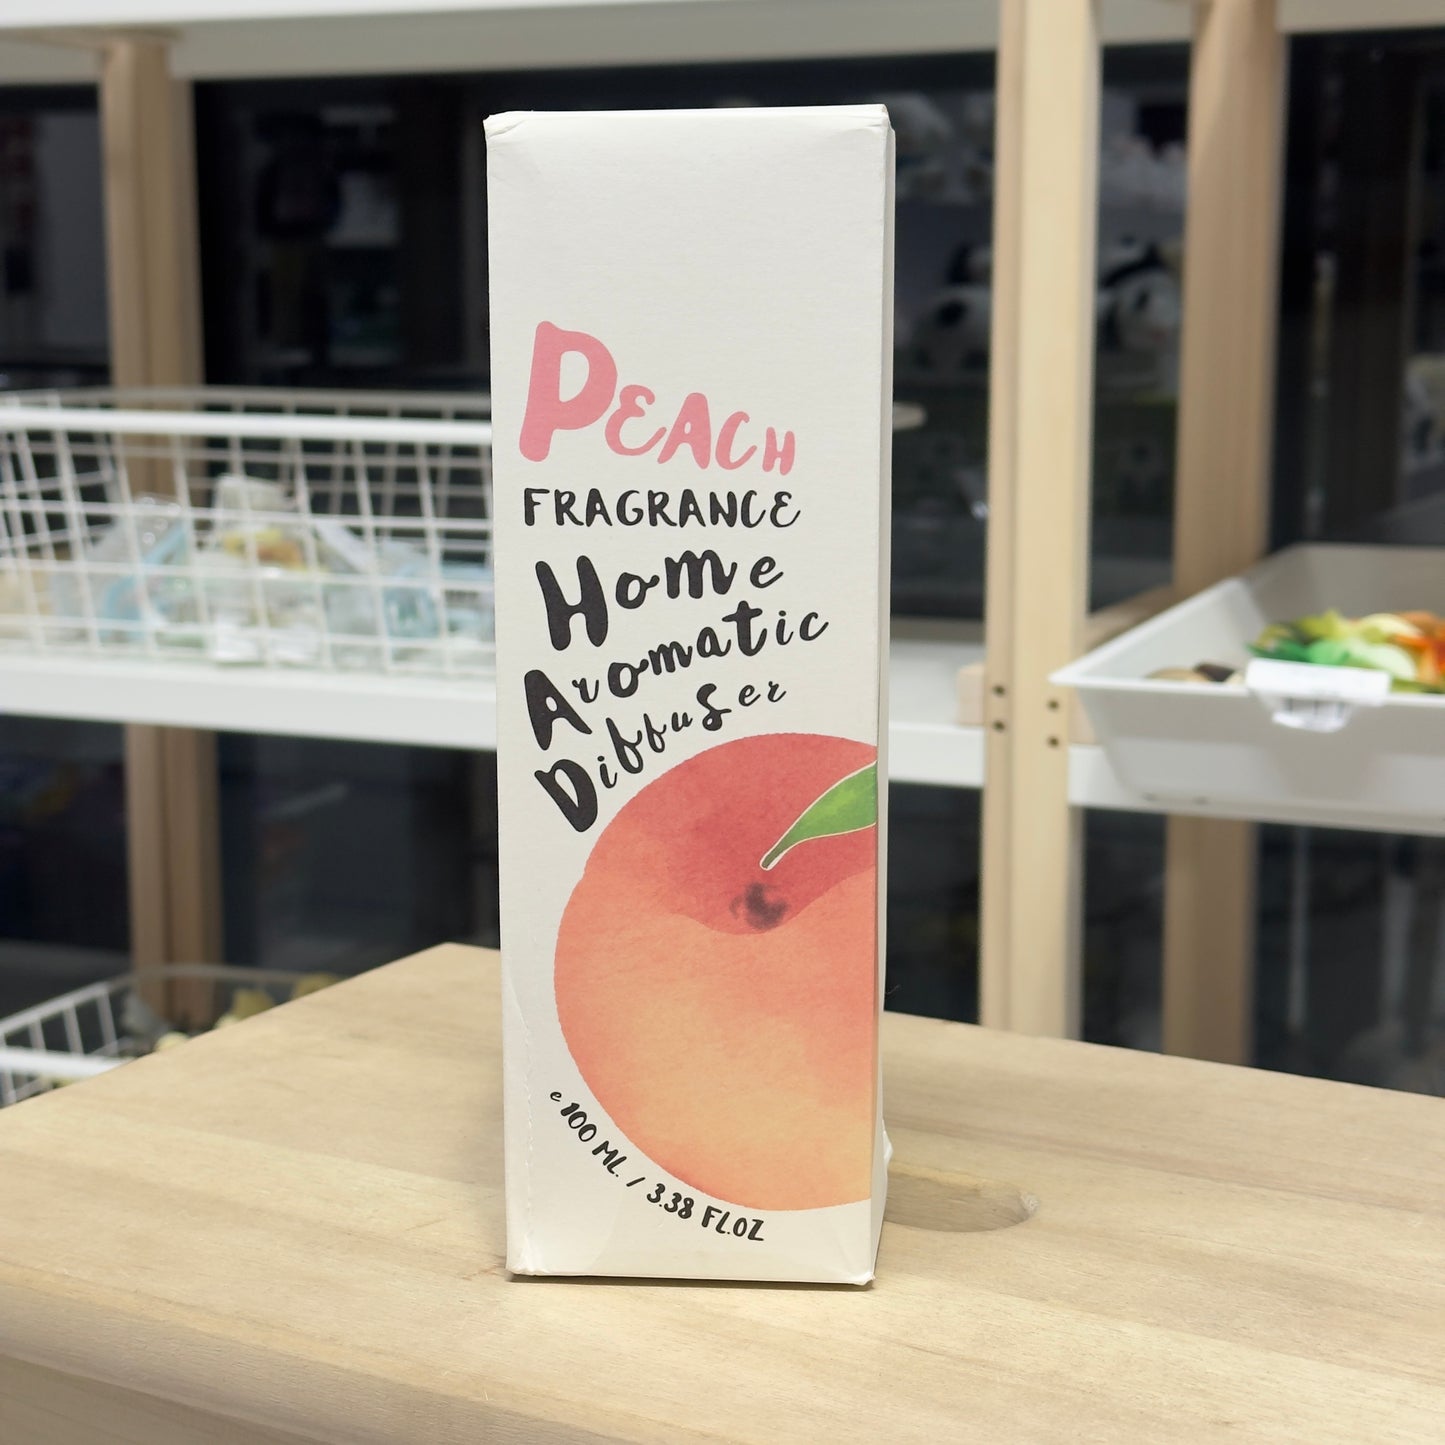 PEACH
FRAGRANCE
Home
Aromatic
Diffuser
e 100 ML. / 3.38 FL.OZ